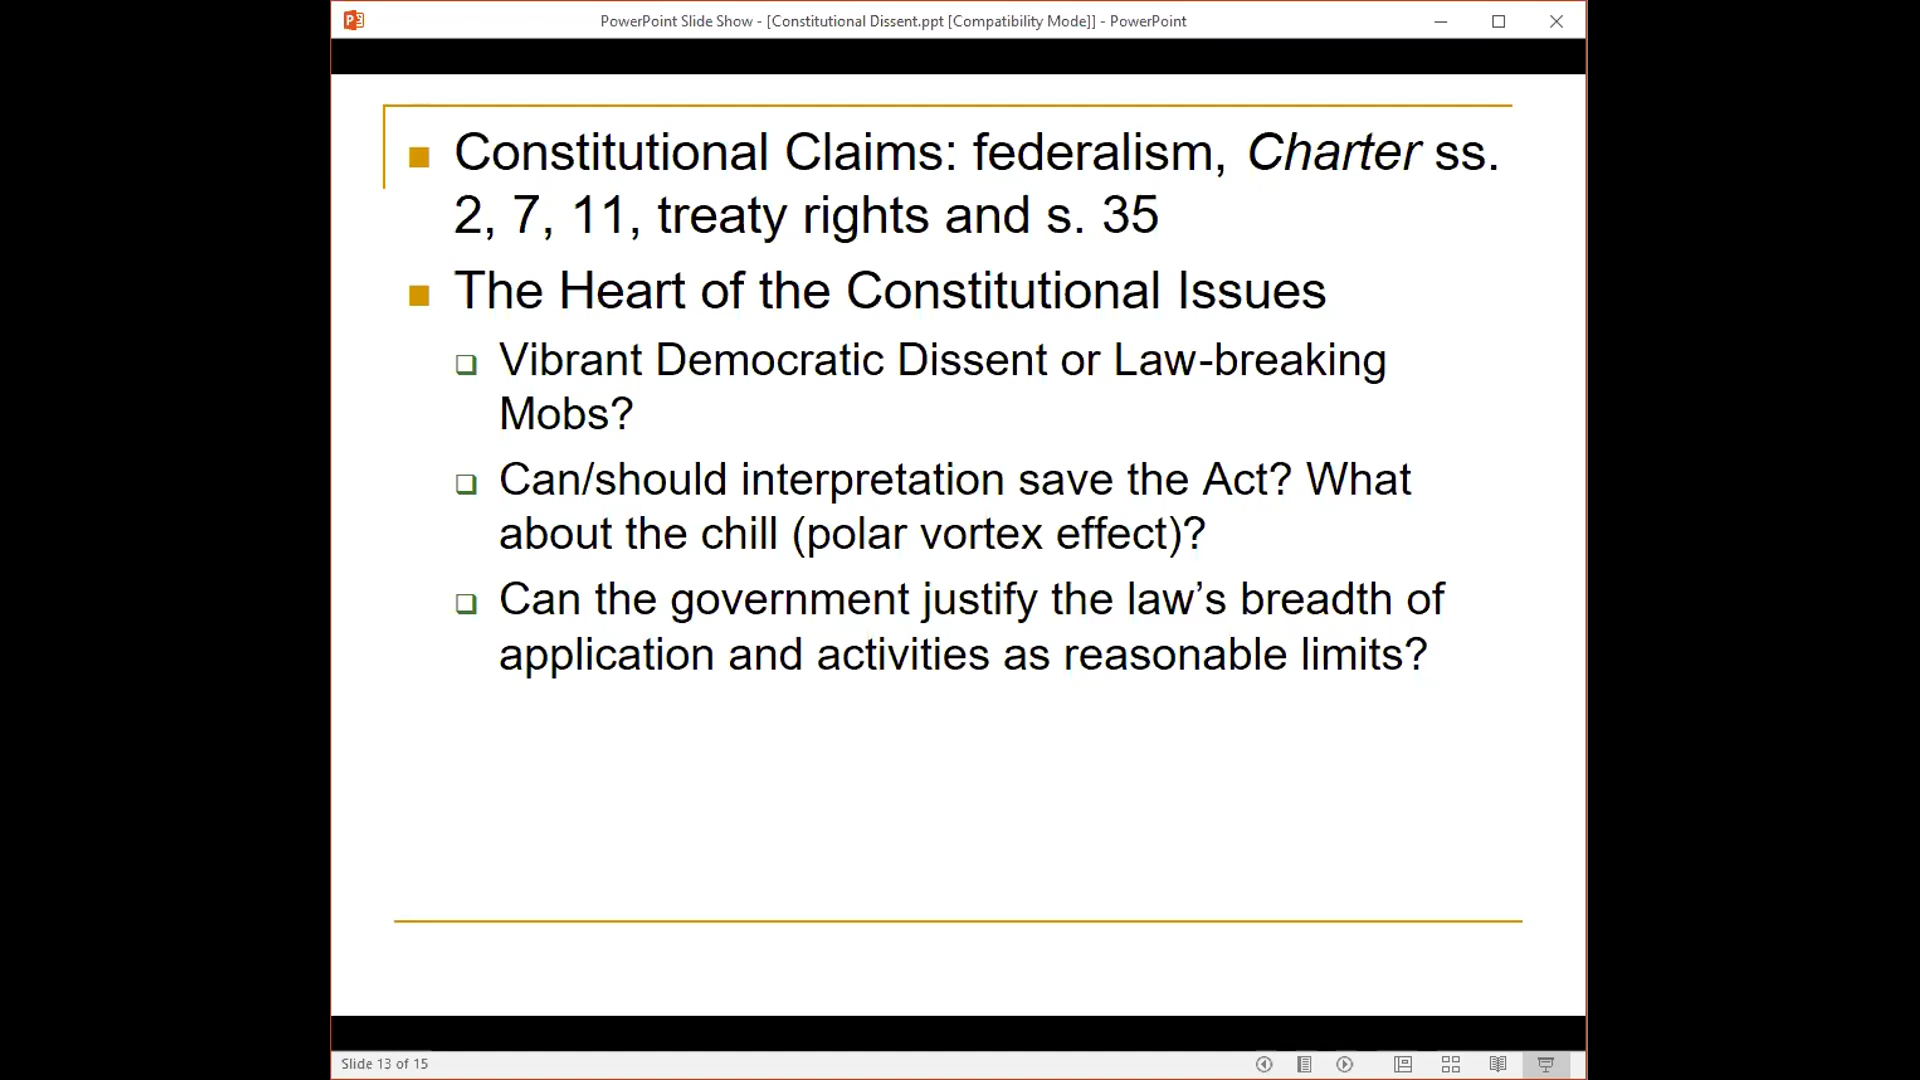 PowerPoint Slide Show - [Constitutional Dissent.ppt [Compatibility Mode]] - PowerPoint
Constitutional Claims: federalism, Charter ss.
2, 7, 11, treaty rights and s. 35
The Heart of the Constitutional Issues
Vibrant Democratic Dissent or Law-breaking
Mobs?
Can/should interpretation save the Act? What
about the chill (polar vortex effect)?
Can the government justify the law’s breadth of
application and activities as reasonable limits?
Slide 13 of 15